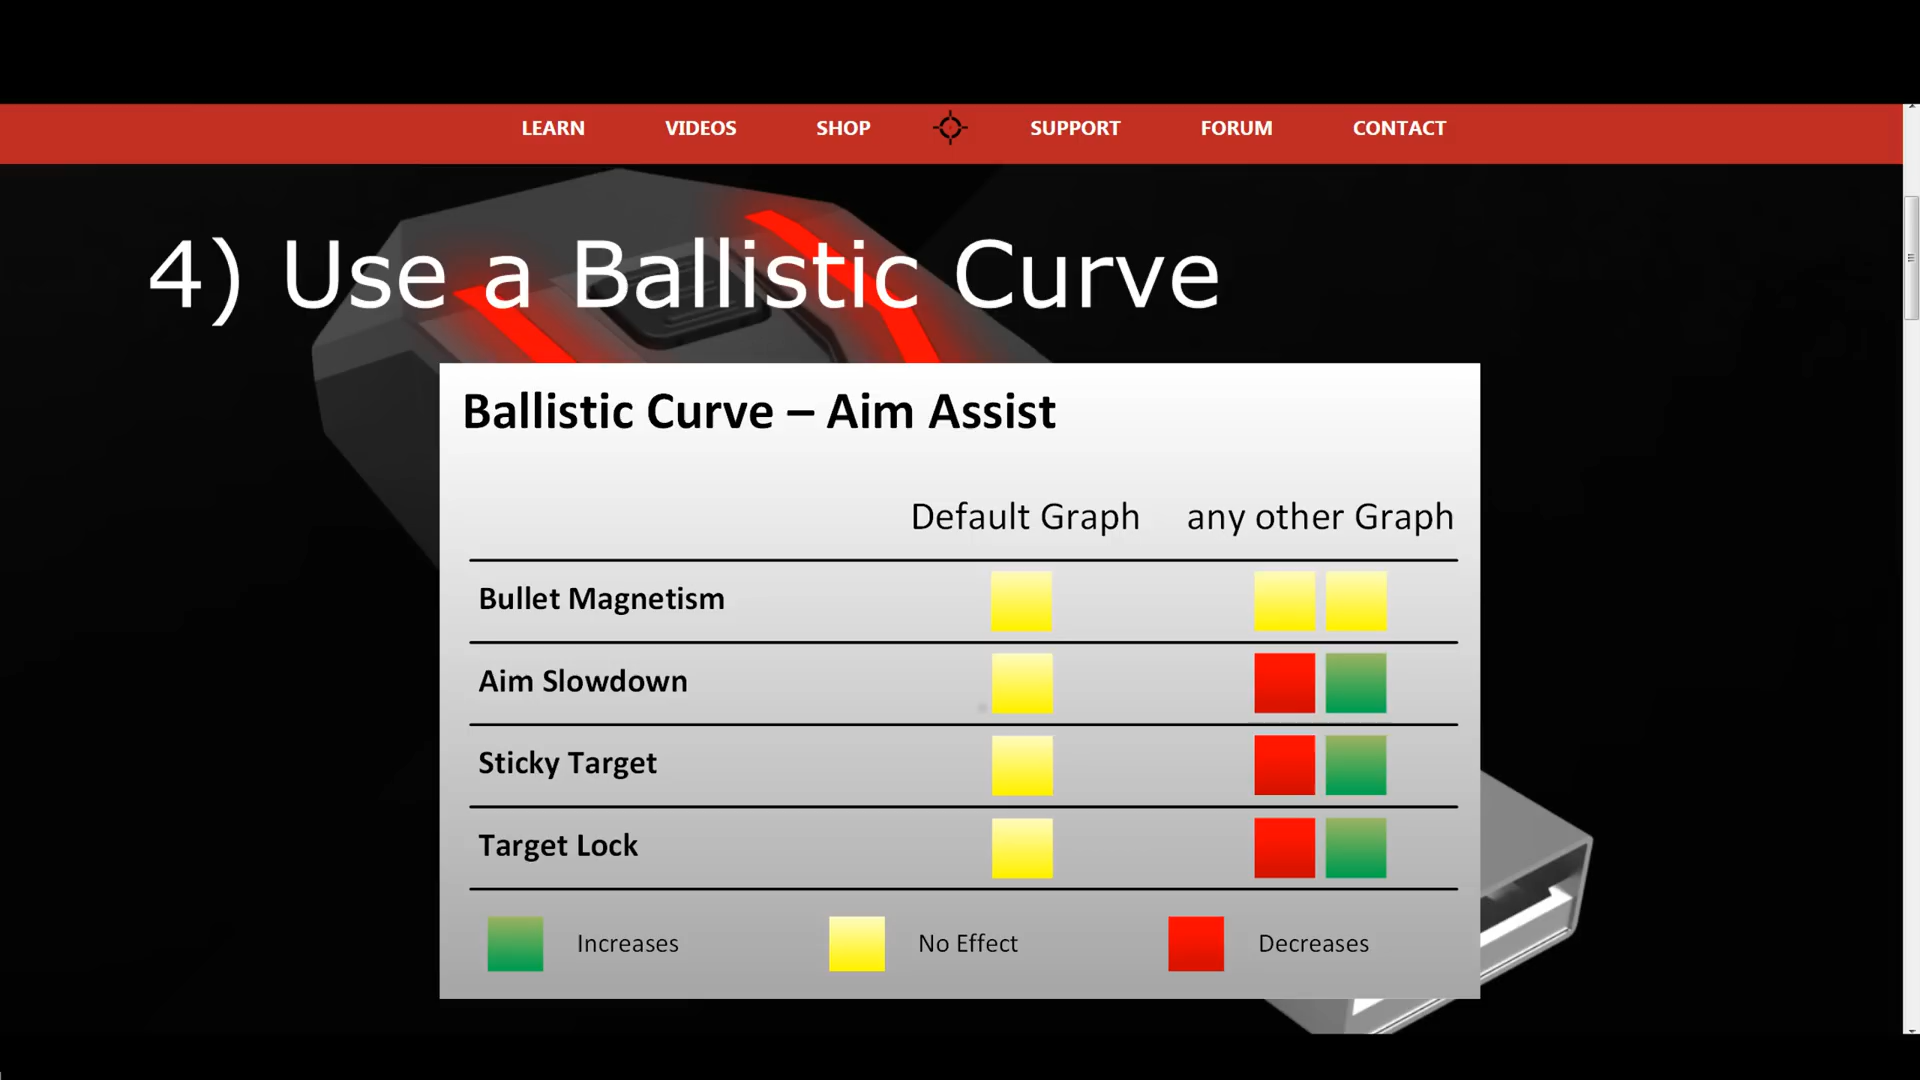 LEARN VIDEOS SHOP SUPPORT FORUM CONTACT
4) Use a Ballistic Curve
Ballistic Curve – Aim Assist
Default Graph any other Graph
Bullet Magnetism
Aim Slowdown
Sticky Target
Target Lock
Increases No Effect Decreases